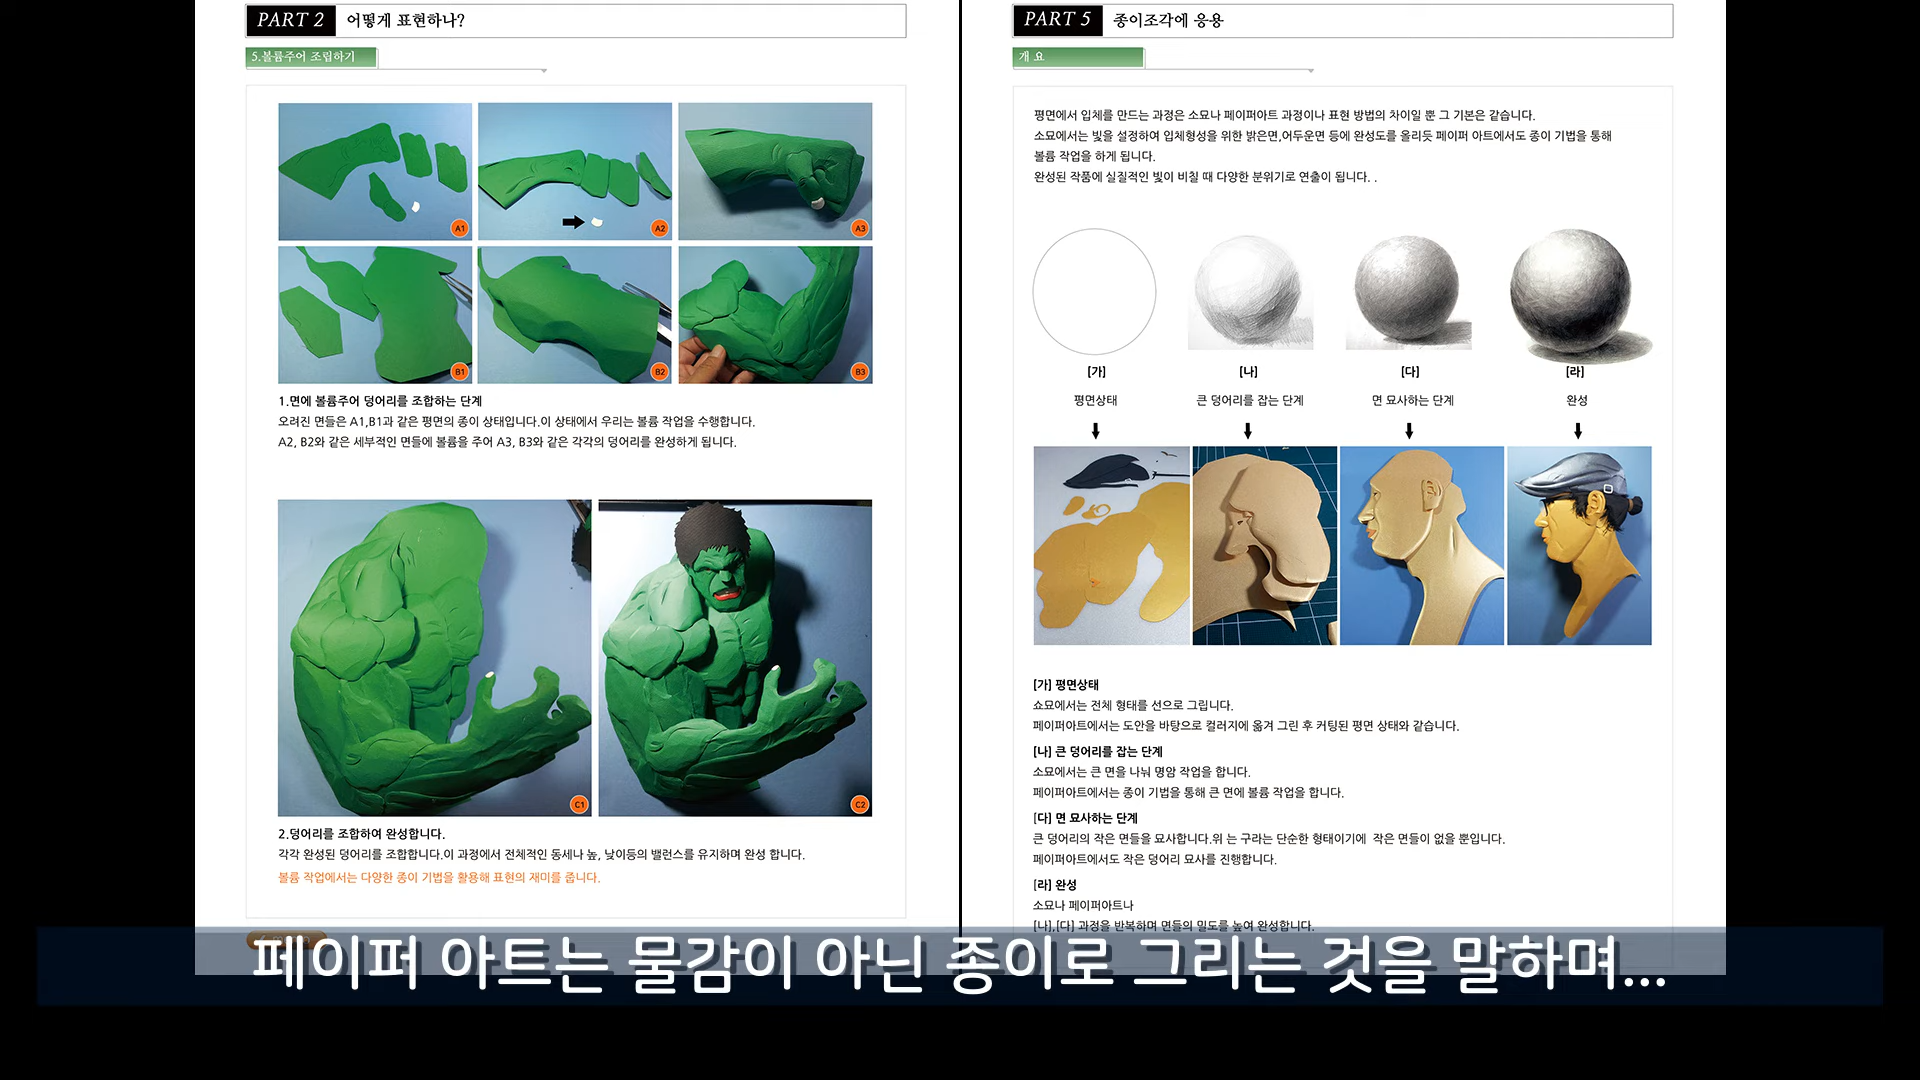 PART 2 어떻게 표현하나?
5.볼륨주어 조립하기
A1
A2
A3
B1
B2
B3
1.면에 볼륨주어 덩어리를 조합하는 단계
오려진 면들은 A1,B1과 같은 평면의 종이 상태입니다.이 상태에서 우리는 볼륨 작업을 수행합니다.
A2, B2와 같은 세부적인 면들에 볼륨을 주어 A3, B3와 같은 각각의 덩어리를 완성하게 됩니다.
C1
C2
2.덩어리를 조합하여 완성합니다.
각각 완성된 덩어리를 조합합니다.이 과정에서 전체적인 동세나 높, 낮이등의 밸런스를 유지하며 완성 합니다.
볼륨 작업에서는 다양한 종이 기법을 활용해 표현의 재미를 줍니다.
PART 5 종이조각에 응용
개 요
평면에서 입체를 만드는 과정은 소묘나 페이퍼아트 과정이나 표현 방법의 차이일 뿐 그 기본은 같습니다.
소묘에서는 빛을 설정하여 입체형성을 위한 밝은면,어두운면 등에 완성도를 올리듯 페이퍼 아트에서도 종이 기법을 통해
볼륨 작업을 하게 됩니다.
완성된 작품에 실질적인 빛이 비칠 때 다양한 분위기로 연출이 됩니다. .
[가] [나] [다] [라]
평면상태 큰 덩어리를 잡는 단계 면 묘사하는 단계 완성
[가] 평면상태
쇼묘에서는 전체 형태를 선으로 그립니다.
페이퍼아트에서는 도안을 바탕으로 컬러지에 옮겨 그린 후 커팅된 평면 상태와 같습니다.
[나] 큰 덩어리를 잡는 단계
소묘에서는 큰 면을 나눠 명암 작업을 합니다.
페이퍼아트에서는 종이 기법을 통해 큰 면에 볼륨 작업을 합니다.
[다] 면 묘사하는 단계
큰 덩어리의 작은 면들을 묘사합니다.위 는 구라는 단순한 형태이기에 작은 면들이 없을 뿐입니다.
페이퍼아트에서도 작은 덩어리 묘사를 진행합니다.
[라] 완성
소묘나 페이퍼아트나
[나],[다] 과정을 반복하며 면들의 밀도를 높여 완성합니다.
페이퍼 아트는 물감이 아닌 종이로 그리는 것을 말하며...